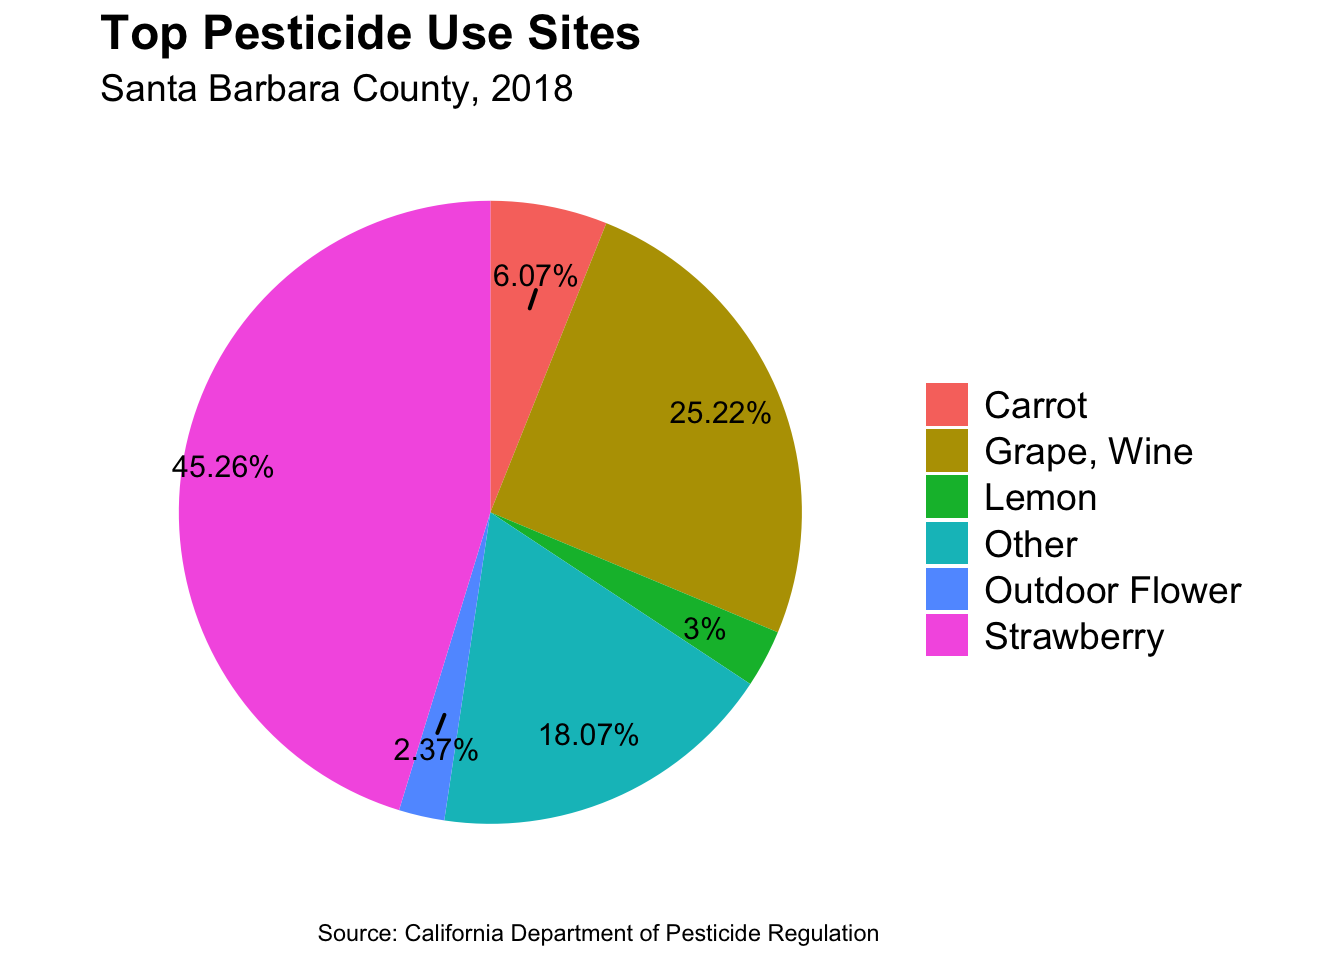 Top Pesticide Use Sites
Santa Barbara County, 2018
6.07%
25.22%
45.26%
3%
18.07%
2.37%
Carrot
Grape, Wine
Lemon
Other
Outdoor Flower
Strawberry
Source: California Department of Pesticide Regulation